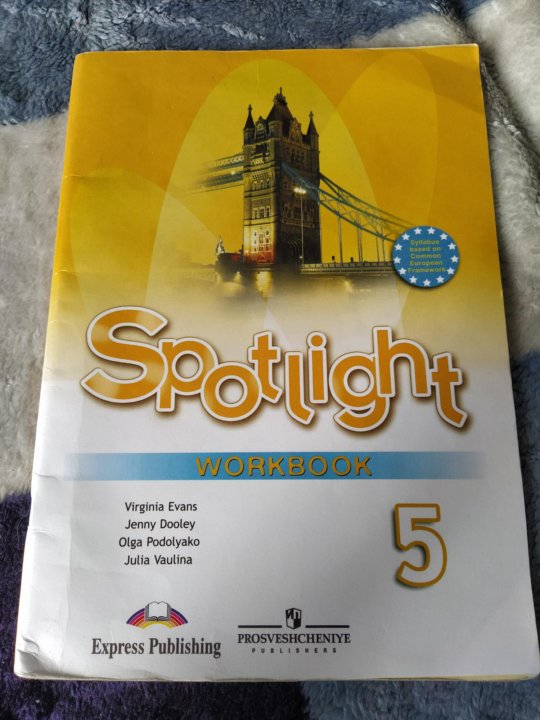 Syllabus
based on
Common
European
Framework
Spotlight
WORKBOOK
Virginia Evans
Jenny Dooley
Olga Podolyako
Julia Vaulina
5
Express Publishing
PROSVESHCHENIYE
PUBLISHERS